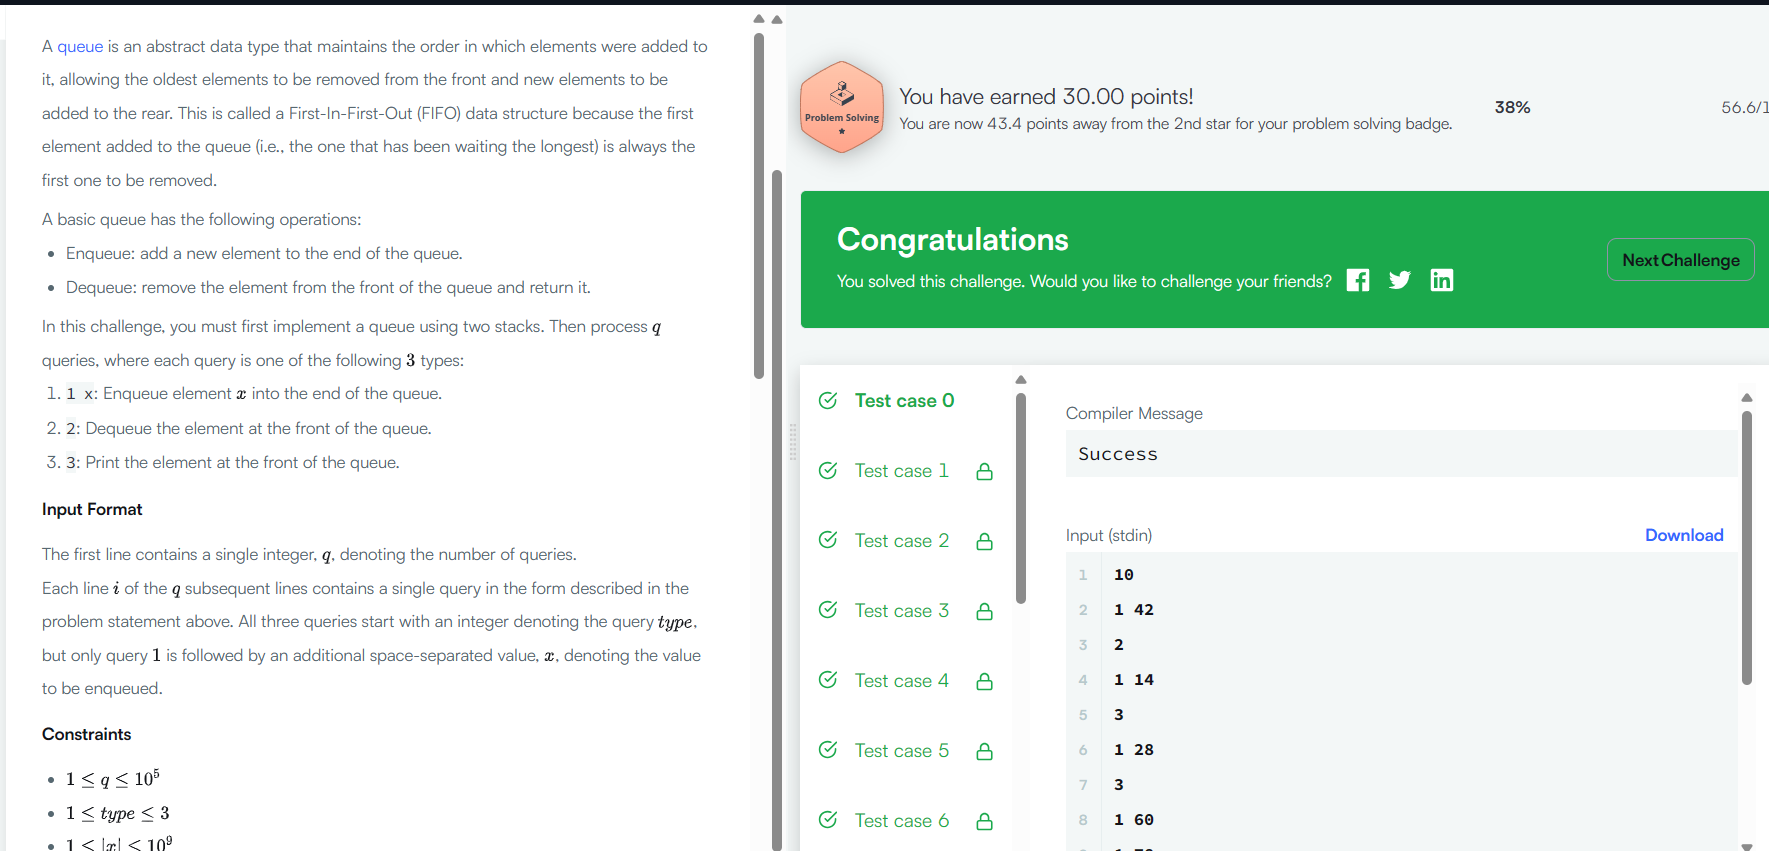 A queue is an abstract data type that maintains the order in which elements were added to
it, allowing the oldest elements to be removed from the front and new elements to be
added to the rear. This is called a First-In-First-Out (FIFO) data structure because the first
element added to the queue (i.e., the one that has been waiting the longest) is always the
first one to be removed.
A basic queue has the following operations:
• Enqueue: add a new element to the end of the queue.
• Dequeue: remove the element from the front of the queue and return it.
In this challenge, you must first implement a queue using two stacks. Then process q
queries, where each query is one of the following 3 types:
1. 1 x: Enqueue element x into the end of the queue.
2. 2: Dequeue the element at the front of the queue.
3. 3: Print the element at the front of the queue.
Input Format
The first line contains a single integer, q, denoting the number of queries.
Each line i of the q subsequent lines contains a single query in the form described in the
problem statement above. All three queries start with an integer denoting the query type,
but only query 1 is followed by an additional space-separated value, x, denoting the value
to be enqueued.
Constraints
• 1 ≤ q ≤ 10⁵
• 1 ≤ type ≤ 3
• 1 ≤ |x| ≤ 10⁹
Problem Solving
You have earned 30.00 points!
You are now 43.4 points away from the 2nd star for your problem solving badge.
38%
56.6/1
Congratulations
You solved this challenge. Would you like to challenge your friends?
Next Challenge
Test case 0
Test case 1
Test case 2
Test case 3
Test case 4
Test case 5
Test case 6
Compiler Message
Success
Input (stdin)
Download
1 10
2 1 42
3 2
4 1 14
5 3
6 1 28
7 3
8 1 60